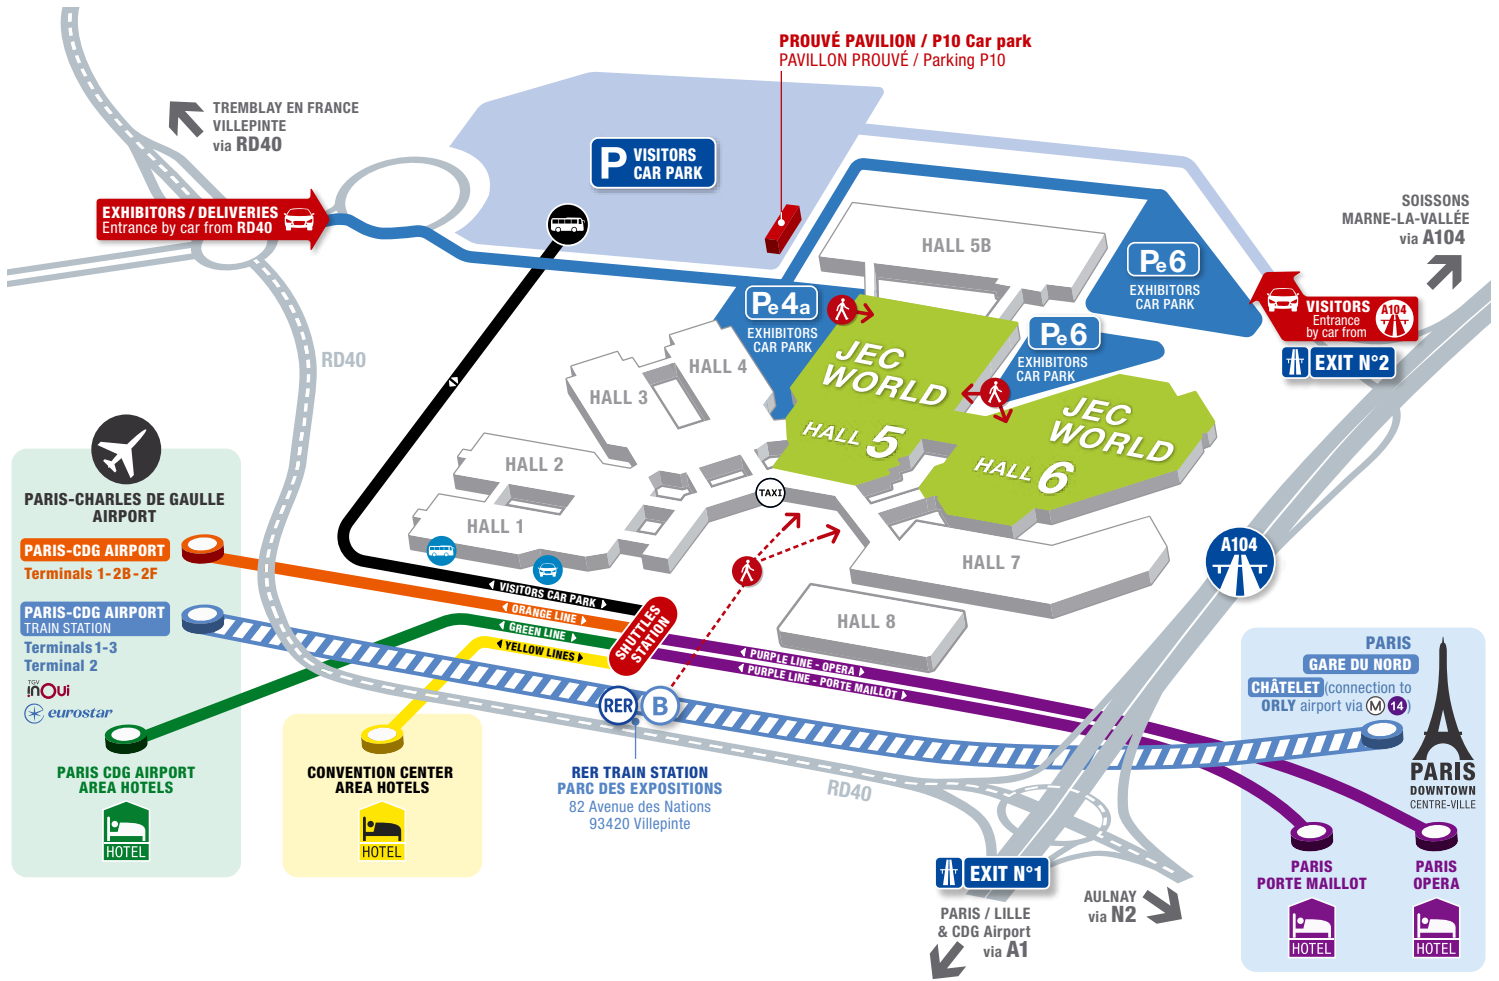 PROUVÉ PAVILION / P10 Car park
PAVILLON PROUVÉ / Parking P10
TREMBLAY EN FRANCE
VILLEPINTE
via RD40
P VISITORS
CAR PARK
EXHIBITORS / DELIVERIES
Entrance by car from RD40
SOISSONS
MARNE-LA-VALLÉE
via A104
HALL 5B
Pe6
EXHIBITORS
CAR PARK
Pe4a
EXHIBITORS
CAR PARK
Pe6
EXHIBITORS
CAR PARK
VISITORS
Entrance
by car from
A104
EXIT N°2
RD40
HALL 4
HALL 3
HALL 2
HALL 1
JEC
WORLD
HALL 5
JEC
WORLD
HALL 6
TAXI
HALL 7
HALL 8
A104
PARIS-CHARLES DE GAULLE
AIRPORT
PARIS-CDG AIRPORT
Terminals 1-2B-2F
PARIS-CDG AIRPORT
TRAIN STATION
Terminals 1-3
Terminal 2
TGV
inOui
eurostar
PARIS CDG AIRPORT
AREA HOTELS
HOTEL
CONVENTION CENTER
AREA HOTELS
HOTEL
VISITORS CAR PARK
ORANGE LINE
GREEN LINE
YELLOW LINES
SHUTTLES
STATION
PURPLE LINE - OPERA
PURPLE LINE - PORTE MAILLOT
RER B
RER TRAIN STATION
PARC DES EXPOSITIONS
82 Avenue des Nations
93420 Villepinte
RD40
EXIT N°1
PARIS / LILLE
& CDG Airport
via A1
AULNAY
via N2
PARIS
GARE DU NORD
CHÂTELET (connection to
ORLY airport via M 14)
PARIS
DOWNTOWN
CENTRE-VILLE
PARIS
PORTE MAILLOT
HOTEL
PARIS
OPERA
HOTEL